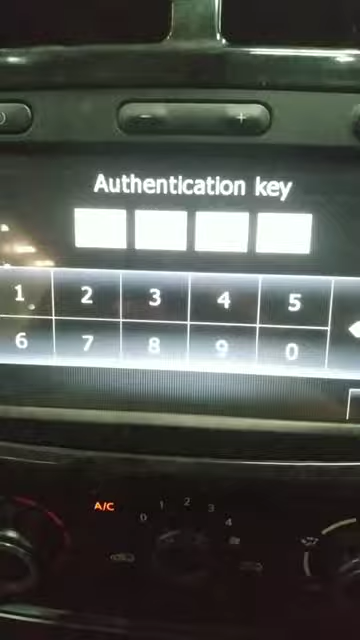 - +
Authentication key
1 2 3 4 5
6 7 8 9 0
A/C
0 1 2 3 4